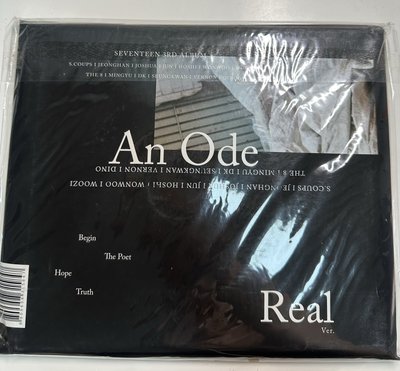 SEVENTEEN 3RD ALBUM
S.COUPS I JEONGHAN I JOSHUA I JUN I HOSHI I WONWOO I
THE 8 I MINGYU I DK I SEUNGKWAN I VERNON I DINO
An Ode
THE 8 I MINGYU I DK I SEUNGKWAN I VERNON I DINO
S.COUPS I JEONGHAN I JOSHUA I JUN I HOSHI I WONWOO I WOOZI
Begin
The Poet
Hope
Truth
Real
Ver.